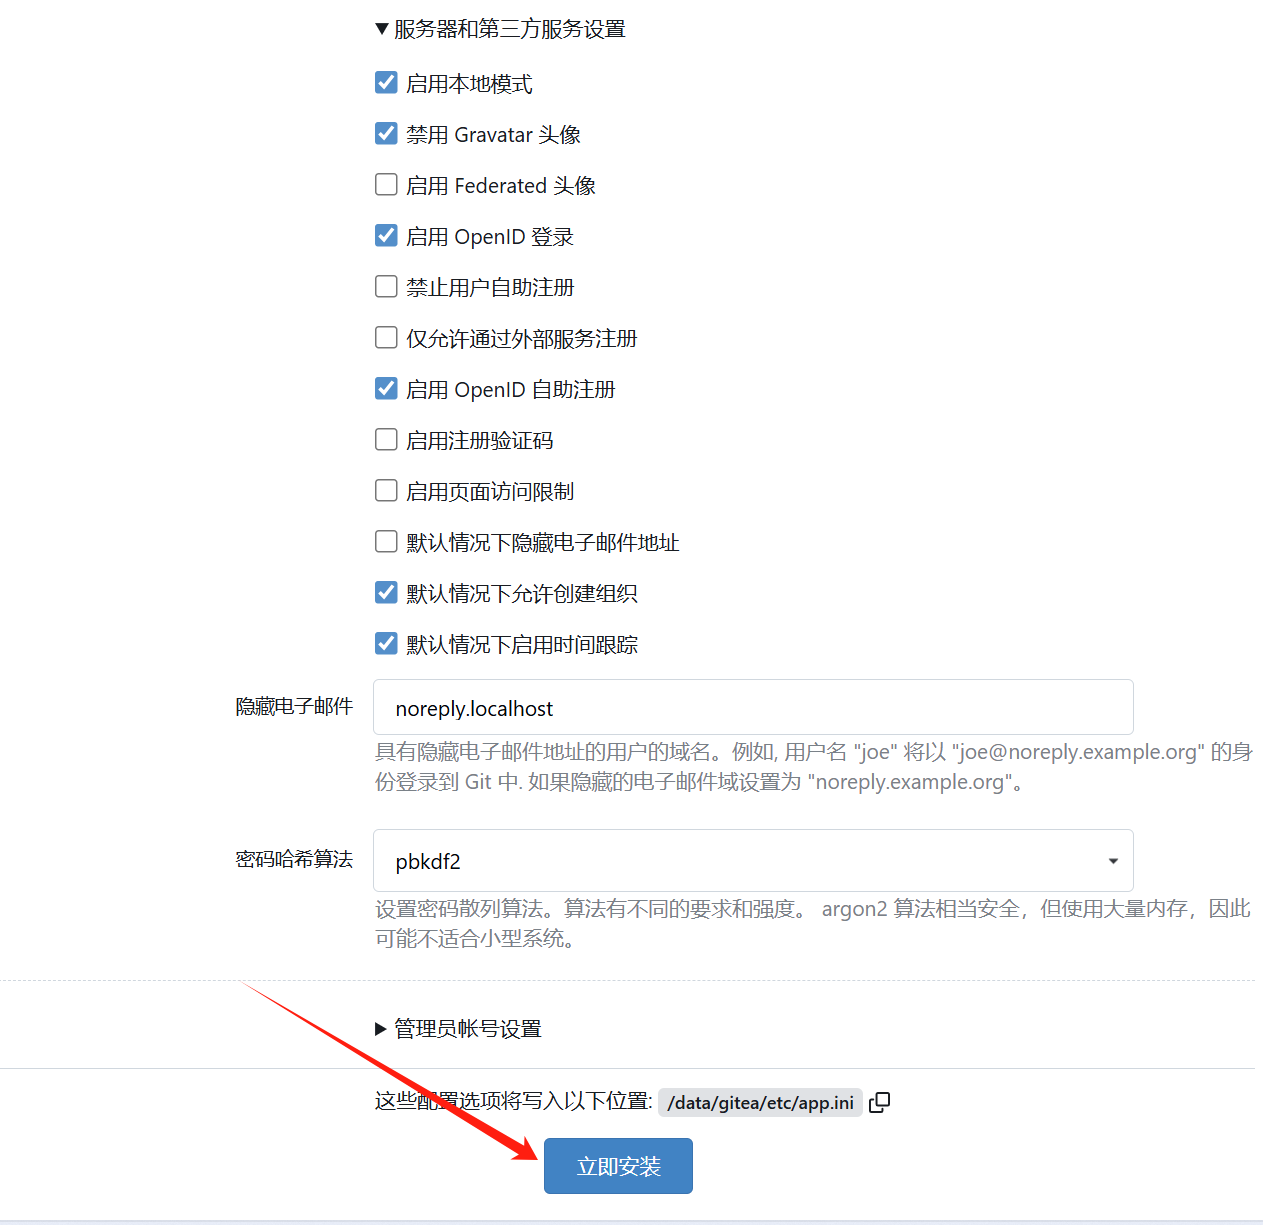 服务器和第三方服务设置
启用本地模式
禁用 Gravatar 头像
启用 Federated 头像
启用 OpenID 登录
禁止用户自助注册
仅允许通过外部服务注册
启用 OpenID 自助注册
启用注册验证码
启用页面访问限制
默认情况下隐藏电子邮件地址
默认情况下允许创建组织
默认情况下启用时间跟踪
隐藏电子邮件 noreply.localhost
具有隐藏电子邮件地址的用户的域名。例如, 用户名 "joe" 将以 "joe@noreply.example.org" 的身
份登录到 Git 中. 如果隐藏的电子邮件域设置为 "noreply.example.org"。
密码哈希算法 pbkdf2
设置密码散列算法。算法有不同的要求和强度。 argon2 算法相当安全，但使用大量内存，因此
可能不适合小型系统。
管理员帐号设置
这些配置选项将写入以下位置: /data/gitea/etc/app.ini
立即安装